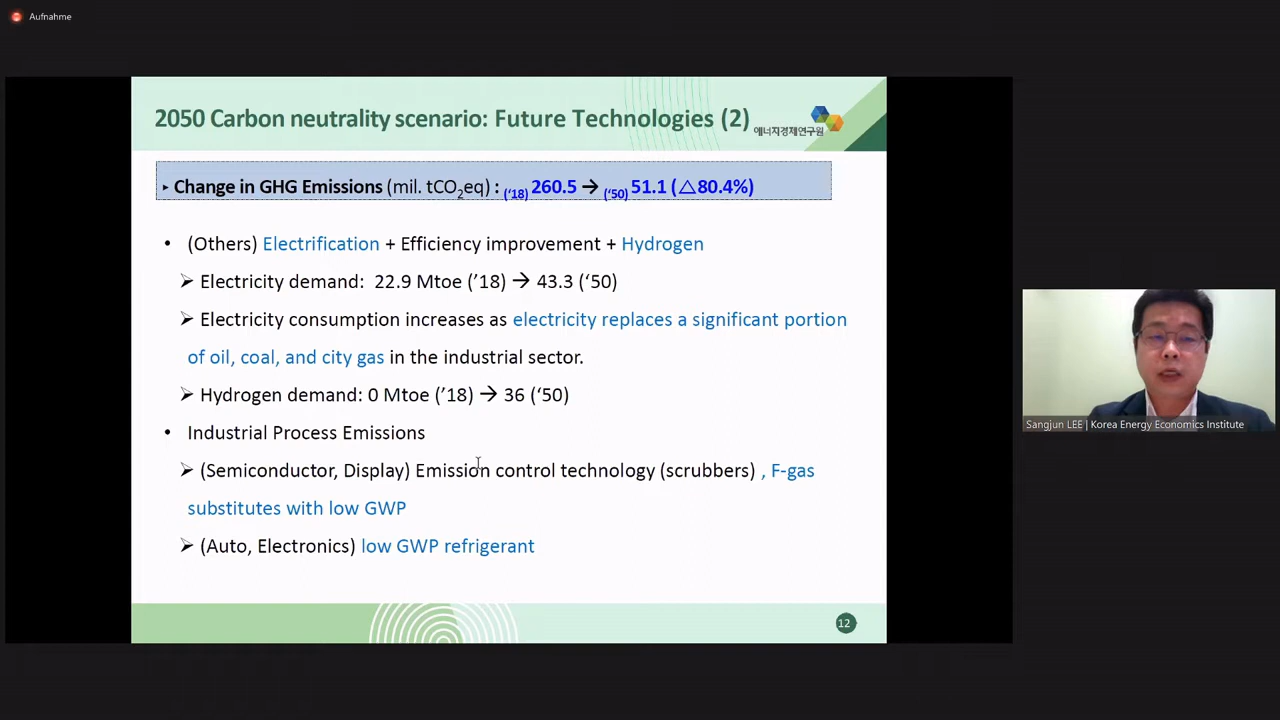 Aufnahme
2050 Carbon neutrality scenario: Future Technologies (2)
에너지경제연구원
▸ Change in GHG Emissions (mil. tCO2eq) : (‘18) 260.5 → (‘50) 51.1 (△80.4%)
• (Others) Electrification + Efficiency improvement + Hydrogen
➢ Electricity demand: 22.9 Mtoe (’18) → 43.3 (‘50)
➢ Electricity consumption increases as electricity replaces a significant portion
of oil, coal, and city gas in the industrial sector.
➢ Hydrogen demand: 0 Mtoe (’18) → 36 (‘50)
• Industrial Process Emissions
➢ (Semiconductor, Display) Emission control technology (scrubbers) , F-gas
substitutes with low GWP
➢ (Auto, Electronics) low GWP refrigerant
12
Sangjun LEE | Korea Energy Economics Institute